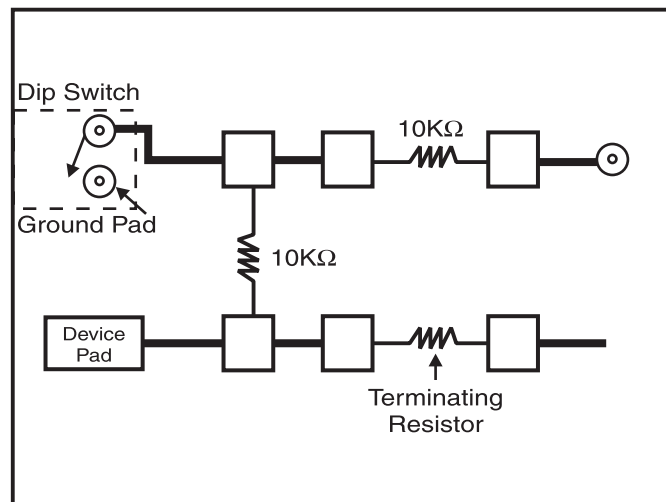 Dip Switch
10KΩ
Ground Pad
10KΩ
Device
Pad
Terminating
Resistor